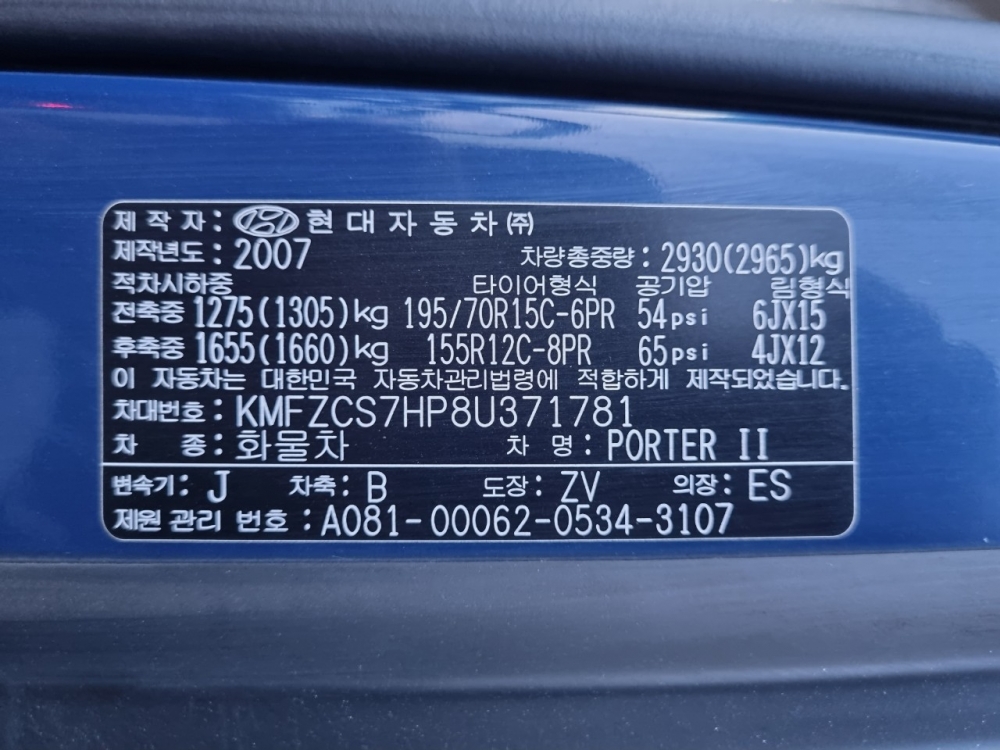 제 작 자 : 현 대 자 동 차 ㈜
제작년도 : 2007 차량총중량 : 2930(2965)kg
적차시하중 타이어형식 공기압 림형식
전축중 1275(1305)kg 195/70R15C-6PR 54psi 6JX15
후축중 1655(1660)kg 155R12C-8PR 65psi 4JX12
이 자동차는 대한민국 자동차관리법령에 적합하게 제작되었습니다.
차대번호 : KMFZCS7HP8U371781
차 종 : 화물차 차 명 : PORTER II
변속기 : J 차축 : B 도장 : ZV 의장 : ES
제원 관리 번호 : A081-00062-0534-3107